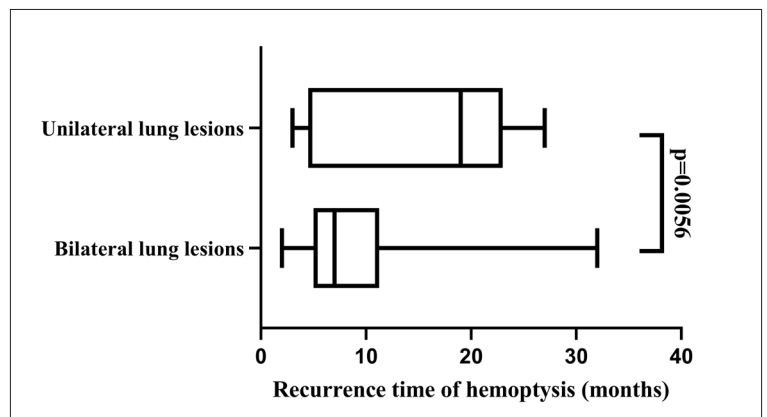 Unilateral lung lesions
Bilateral lung lesions
p=0.0056
0 10 20 30 40
Recurrence time of hemoptysis (months)